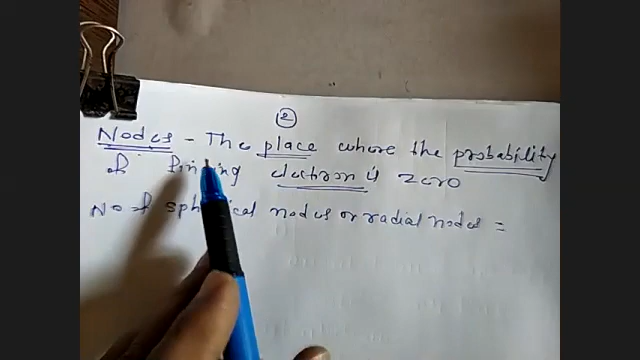 2
Nodes - The place where the probability
of finding electron is zero
No of spherical nodes or radial nodes =